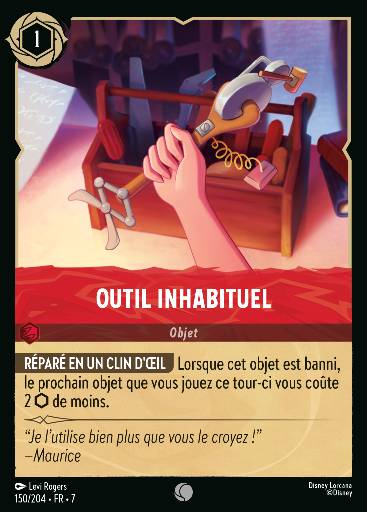 1
OUTIL INHABITUEL
Objet
RÉPARÉ EN UN CLIN D'ŒIL Lorsque cet objet est banni,
le prochain objet que vous jouez ce tour-ci vous coûte
2 de moins.
“Je l'utilise bien plus que vous le croyez !”
–Maurice
Levi Rogers
Disney Lorcana
150/204 • FR • 7
©Disney